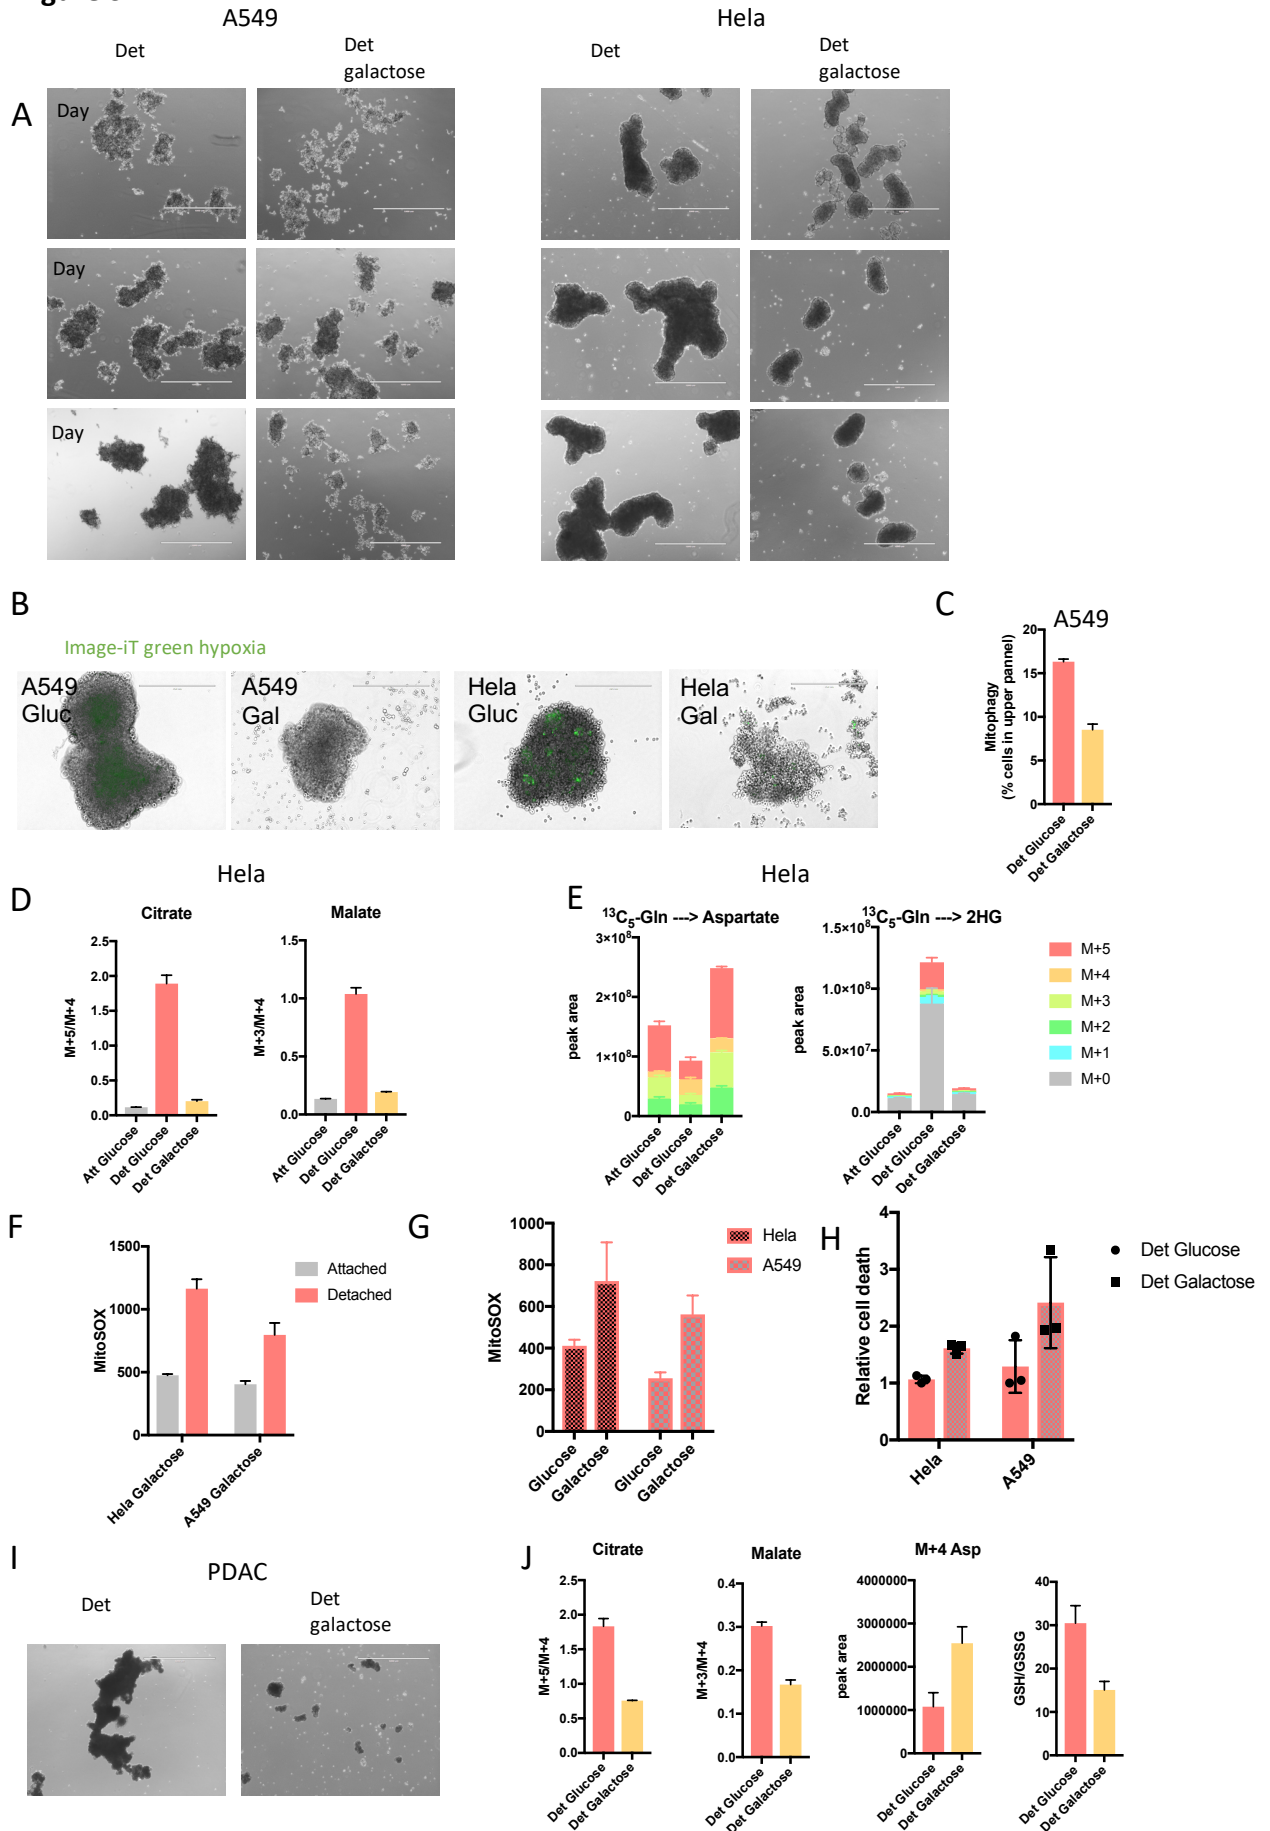 A549
Hela
Det
Det
galactose
Det
Det
galactose
A
Day
Day
Day
B
Image-iT green hypoxia
A549
Gluc
A549
Gal
Hela
Gluc
Hela
Gal
C
A549
Mitophagy
(% cells in upper pannel)
20
15
10
5
0
Det Glucose
Det Galactose
D
Hela
Citrate
M+5/M+4
2.5
2.0
1.5
1.0
0.5
0.0
Att Glucose
Det Glucose
Det Galactose
Malate
M+3/M+4
1.5
1.0
0.5
0.0
Att Glucose
Det Glucose
Det Galactose
E
Hela
¹³C₅-Gln ---> Aspartate
peak area
3×10⁸
2×10⁸
1×10⁸
0
Att Glucose
Det Glucose
Det Galactose
¹³C₅-Gln ---> 2HG
peak area
1.5×10⁸
1.0×10⁸
5.0×10⁷
0.0
Att Glucose
Det Glucose
Det Galactose
M+5
M+4
M+3
M+2
M+1
M+0
F
MitoSOX
1500
1000
500
0
Hela Galactose
A549 Galactose
Attached
Detached
G
MitoSOX
1000
800
600
400
200
0
Glucose
Galactose
Glucose
Galactose
Hela
A549
H
Relative cell death
4
3
2
1
0
Hela
A549
Det Glucose
Det Galactose
I
PDAC
Det
Det
galactose
J
Citrate
M+5/M+4
2.5
2.0
1.5
1.0
0.5
0.0
Det Glucose
Det Galactose
Malate
M+3/M+4
0.4
0.3
0.2
0.1
0.0
Det Glucose
Det Galactose
M+4 Asp
peak area
4000000
3000000
2000000
1000000
0
Det Glucose
Det Galactose
GSH/GSSG
40
30
20
10
0
Det Glucose
Det Galactose